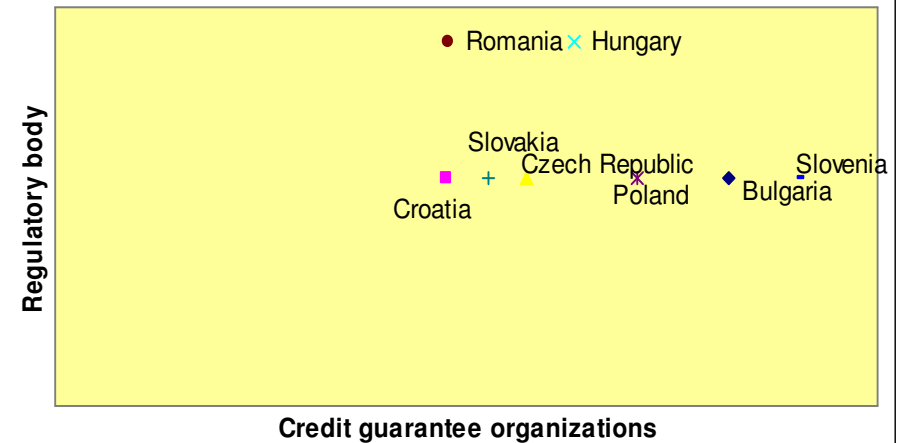 Romania
Hungary
Slovakia
Czech Republic
Slovenia
Poland
Bulgaria
Croatia
Regulatory body
Credit guarantee organizations